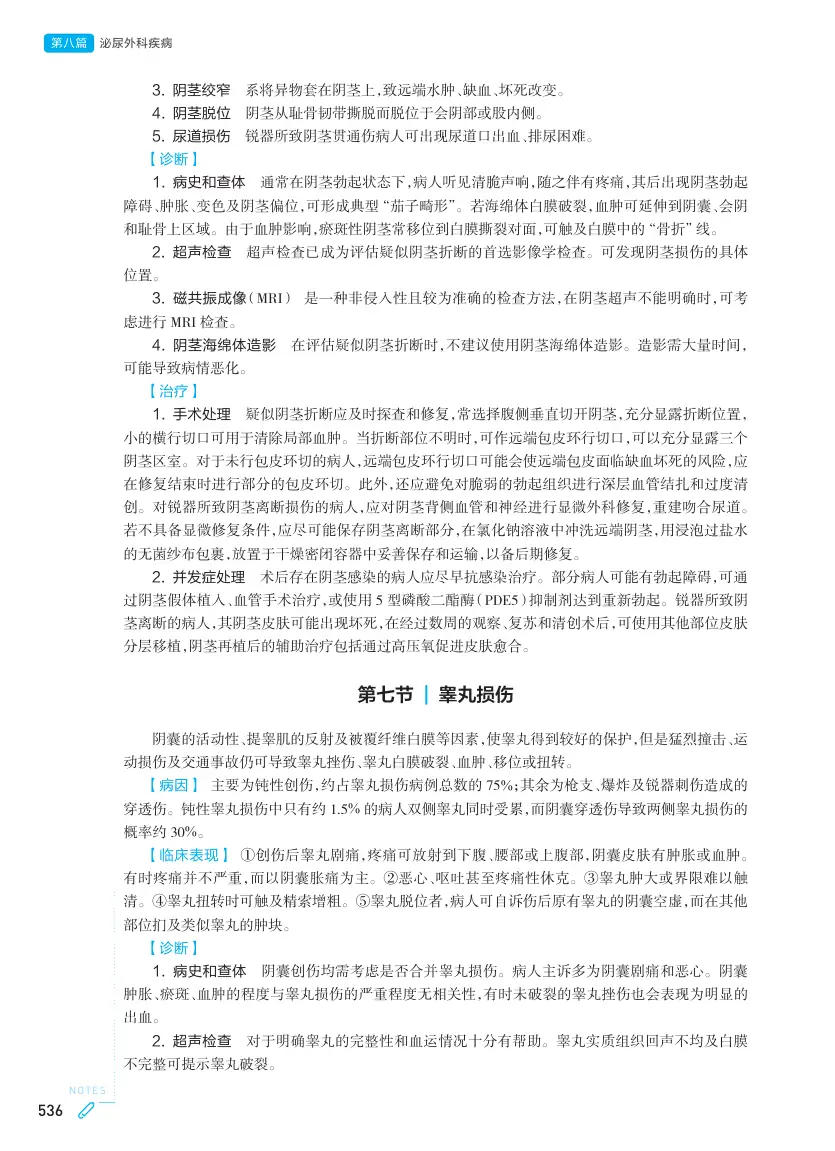 第八篇 泌尿外科疾病
3. 阴茎绞窄 系将异物套在阴茎上,致远端水肿、缺血、坏死改变。
4. 阴茎脱位 阴茎从耻骨韧带撕脱而脱位于会阴部或股内侧。
5. 尿道损伤 锐器所致阴茎贯通伤病人可出现尿道口出血、排尿困难。
【诊断】
1. 病史和查体 通常在阴茎勃起状态下,病人听见清脆声响,随之伴有疼痛,其后出现阴茎勃起
障碍、肿胀、变色及阴茎偏位,可形成典型“茄子畸形”。若海绵体白膜破裂,血肿可延伸到阴囊、会阴
和耻骨上区域。由于血肿影响,瘀斑性阴茎常移位到白膜撕裂对面,可触及白膜中的“骨折”线。
2. 超声检查 超声检查已成为评估疑似阴茎折断的首选影像学检查。可发现阴茎损伤的具体
位置。
3. 磁共振成像(MRI) 是一种非侵入性且较为准确的检查方法,在阴茎超声不能明确时,可考
虑进行 MRI 检查。
4. 阴茎海绵体造影 在评估疑似阴茎折断时,不建议使用阴茎海绵体造影。造影需大量时间,
可能导致病情恶化。
【治疗】
1. 手术处理 疑似阴茎折断应及时探查和修复,常选择腹侧垂直切开阴茎,充分显露折断位置,
小的横行切口可用于清除局部血肿。当折断部位不明时,可作远端包皮环行切口,可以充分显露三个
阴茎区室。对于未行包皮环切的病人,远端包皮环行切口可能会使远端包皮面临缺血坏死的风险,应
在修复结束时进行部分的包皮环切。此外,还应避免对脆弱的勃起组织进行深层血管结扎和过度清
创。对锐器所致阴茎离断损伤的病人,应对阴茎背侧血管和神经进行显微外科修复,重建吻合尿道。
若不具备显微修复条件,应尽可能保存阴茎离断部分,在氯化钠溶液中冲洗远端阴茎,用浸泡过盐水
的无菌纱布包裹,放置于干燥密闭容器中妥善保存和运输,以备后期修复。
2. 并发症处理 术后存在阴茎感染的病人应尽早抗感染治疗。部分病人可能有勃起障碍,可通
过阴茎假体植入、血管手术治疗,或使用 5 型磷酸二酯酶(PDE5)抑制剂达到重新勃起。锐器所致阴
茎离断的病人,其阴茎皮肤可能出现坏死,在经过数周的观察、复苏和清创术后,可使用其他部位皮肤
分层移植,阴茎再植后的辅助治疗包括通过高压氧促进皮肤愈合。
第七节 | 睾丸损伤
阴囊的活动性、提睾肌的反射及被覆纤维白膜等因素,使睾丸得到较好的保护,但是猛烈撞击、运
动损伤及交通事故仍可导致睾丸挫伤、睾丸白膜破裂、血肿、移位或扭转。
【病因】 主要为钝性创伤,约占睾丸损伤病例总数的 75%;其余为枪支、爆炸及锐器刺伤造成的
穿透伤。钝性睾丸损伤中只有约 1.5% 的病人双侧睾丸同时受累,而阴囊穿透伤导致两侧睾丸损伤的
概率约 30%。
【临床表现】 ①创伤后睾丸剧痛,疼痛可放射到下腹、腰部或上腹部,阴囊皮肤有肿胀或血肿。
有时疼痛并不严重,而以阴囊胀痛为主。②恶心、呕吐甚至疼痛性休克。③睾丸肿大或界限难以触
清。④睾丸扭转时可触及精索增粗。⑤睾丸脱位者,病人可自诉伤后原有睾丸的阴囊空虚,而在其他
部位扪及类似睾丸的肿块。
【诊断】
1. 病史和查体 阴囊创伤均需考虑是否合并睾丸损伤。病人主诉多为阴囊剧痛和恶心。阴囊
肿胀、瘀斑、血肿的程度与睾丸损伤的严重程度无相关性,有时未破裂的睾丸挫伤也会表现为明显的
出血。
2. 超声检查 对于明确睾丸的完整性和血运情况十分有帮助。睾丸实质组织回声不均及白膜
不完整可提示睾丸破裂。
NOTES
536